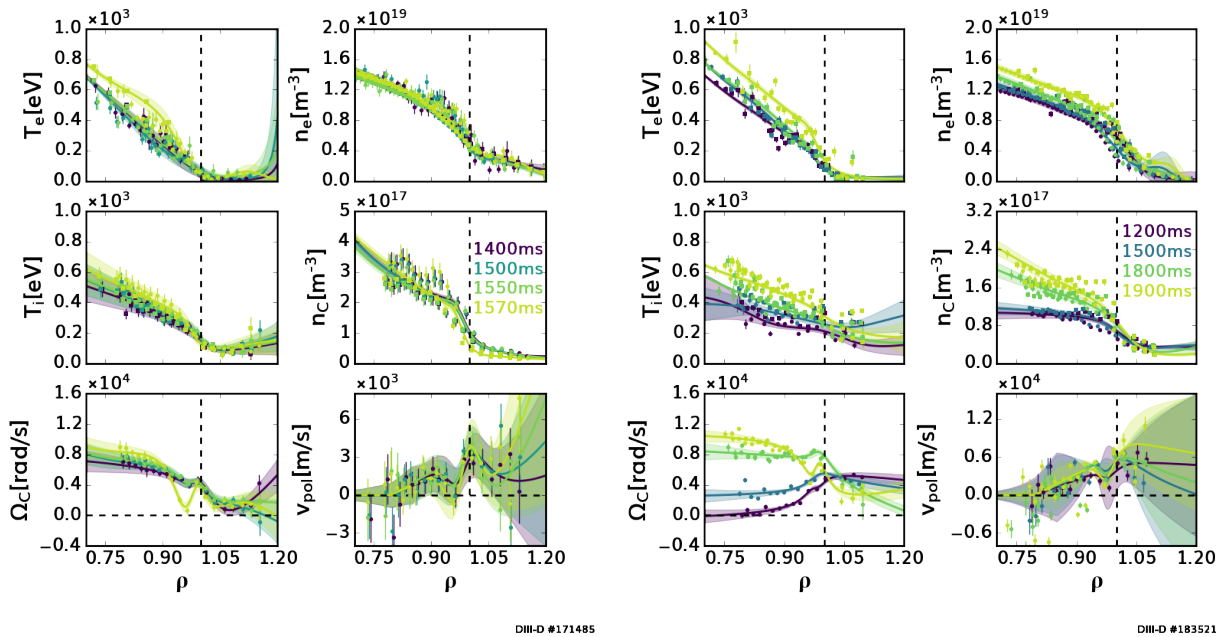 ×10³
1.0
0.8
0.6
0.4
0.2
0.0
Tₑ[eV]
×10¹⁹
2.0
1.6
1.2
0.8
0.4
0.0
nₑ[m⁻³]
×10³
1.0
0.8
0.6
0.4
0.2
0.0
Tᵢ[eV]
×10¹⁷
5
4
3
2
1
0
n_C[m⁻³]
1400ms
1500ms
1550ms
1570ms
×10⁴
1.6
1.2
0.8
0.4
0.0
−0.4
Ω_C[rad/s]
0.75 0.90 1.05 1.20
ρ
×10³
6
3
0
−3
v_pol[m/s]
0.75 0.90 1.05 1.20
ρ
DIII-D #171485
×10³
1.0
0.8
0.6
0.4
0.2
0.0
Tₑ[eV]
×10¹⁹
2.0
1.6
1.2
0.8
0.4
0.0
nₑ[m⁻³]
×10³
1.0
0.8
0.6
0.4
0.2
0.0
Tᵢ[eV]
×10¹⁷
3.2
2.4
1.6
0.8
0.0
n_C[m⁻³]
1200ms
1500ms
1800ms
1900ms
×10⁴
1.6
1.2
0.8
0.4
0.0
−0.4
Ω_C[rad/s]
0.75 0.90 1.05 1.20
ρ
×10⁴
1.2
0.6
0.0
−0.6
v_pol[m/s]
0.75 0.90 1.05 1.20
ρ
DIII-D #183521